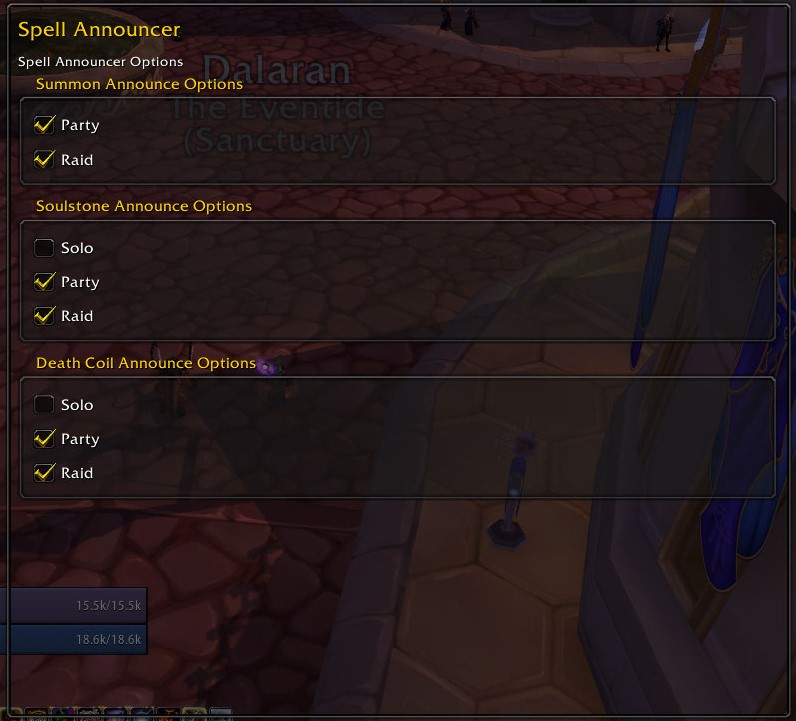 Spell Announcer
Spell Announcer Options
Dalaran
Summon Announce Options
The Eventide
Party
(Sanctuary)
Raid
Soulstone Announce Options
Solo
Party
Raid
Death Coil Announce Options
Solo
Party
Raid
15.5k/15.5k
18.6k/18.6k